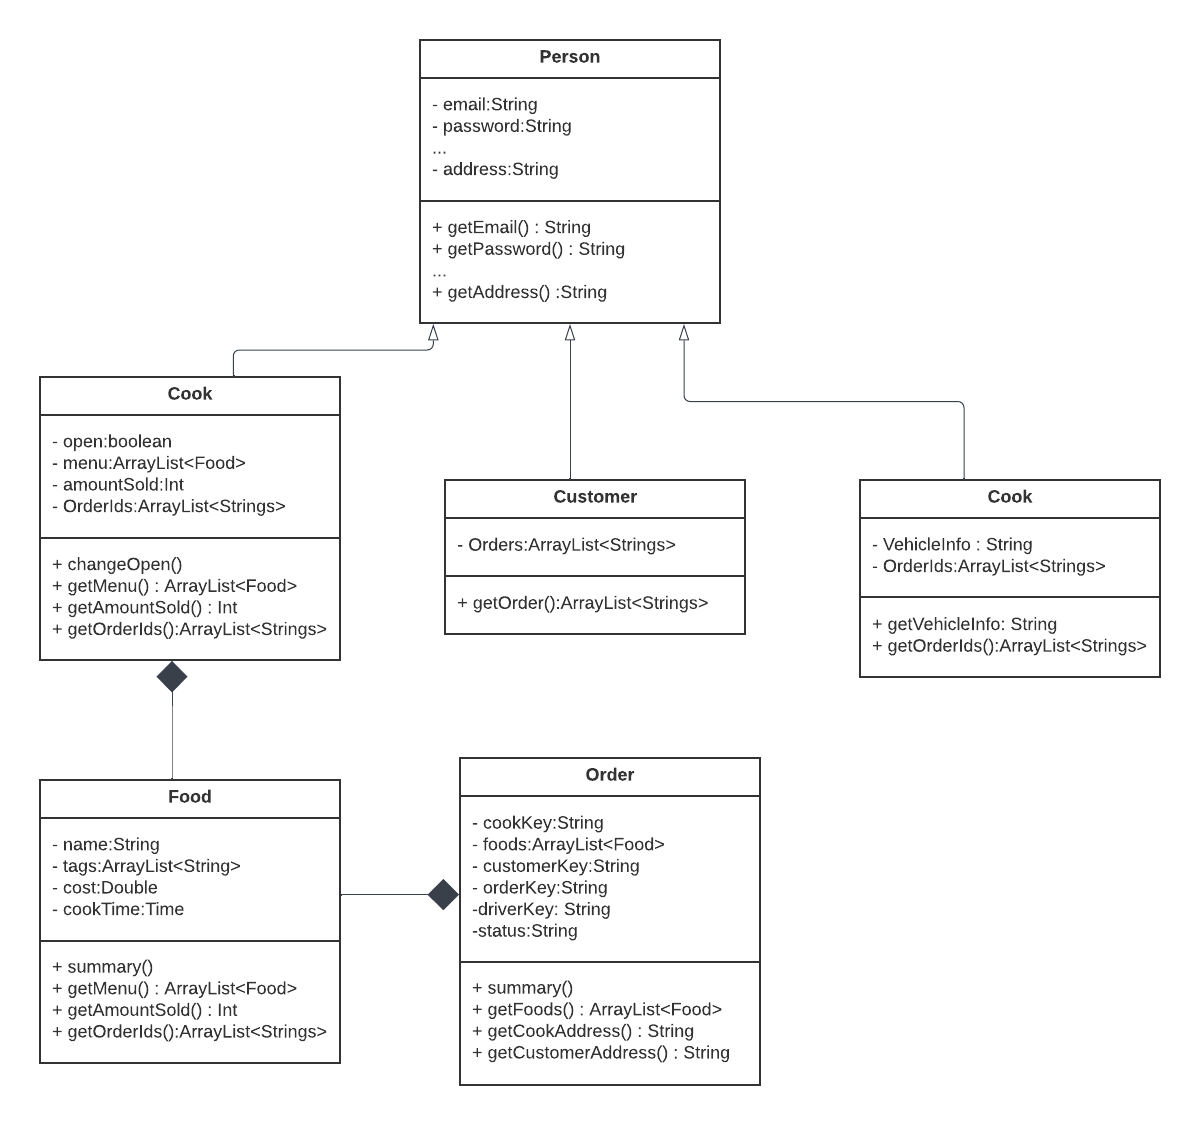 Person
- email:String
- password:String
...
- address:String
+ getEmail() : String
+ getPassword() : String
...
+ getAddress() :String
Cook
- open:boolean
- menu:ArrayList<Food>
- amountSold:Int
- OrderIds:ArrayList<Strings>
+ changeOpen()
+ getMenu() : ArrayList<Food>
+ getAmountSold() : Int
+ getOrderIds():ArrayList<Strings>
Customer
- Orders:ArrayList<Strings>
+ getOrder():ArrayList<Strings>
Cook
- VehicleInfo : String
- OrderIds:ArrayList<Strings>
+ getVehicleInfo: String
+ getOrderIds():ArrayList<Strings>
Food
- name:String
- tags:ArrayList<String>
- cost:Double
- cookTime:Time
+ summary()
+ getMenu() : ArrayList<Food>
+ getAmountSold() : Int
+ getOrderIds():ArrayList<Strings>
Order
- cookKey:String
- foods:ArrayList<Food>
- customerKey:String
- orderKey:String
-driverKey: String
-status:String
+ summary()
+ getFoods() : ArrayList<Food>
+ getCookAddress() : String
+ getCustomerAddress() : String